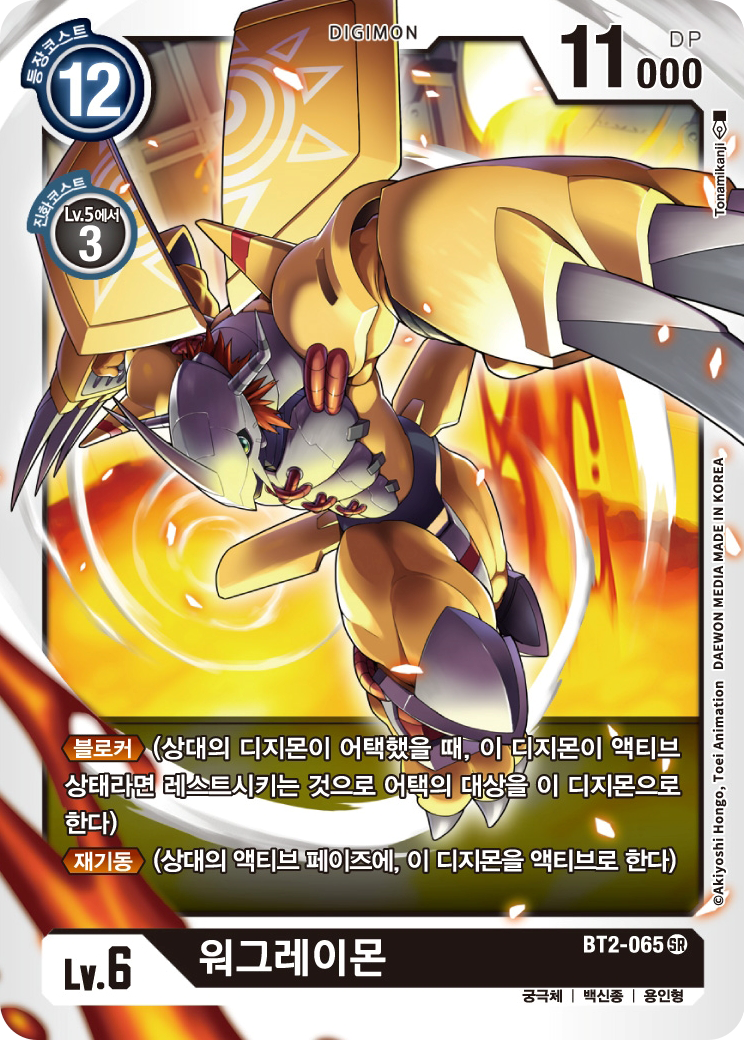 DIGIMON
등장코스트
12
11000
DP
진화코스트
Lv.5에서
3
Tonamikanji
DAEWON MEDIA MADE IN KOREA
©Akiyoshi Hongo, Toei Animation
블로커 (상대의 디지몬이 어택했을 때, 이 디지몬이 액티브
상태라면 레스트시키는 것으로 어택의 대상을 이 디지몬으로
한다)
재기동 (상대의 액티브 페이즈에, 이 디지몬을 액티브로 한다)
Lv.6
워그레이몬
BT2-065 SR
궁극체 | 백신종 | 용인형